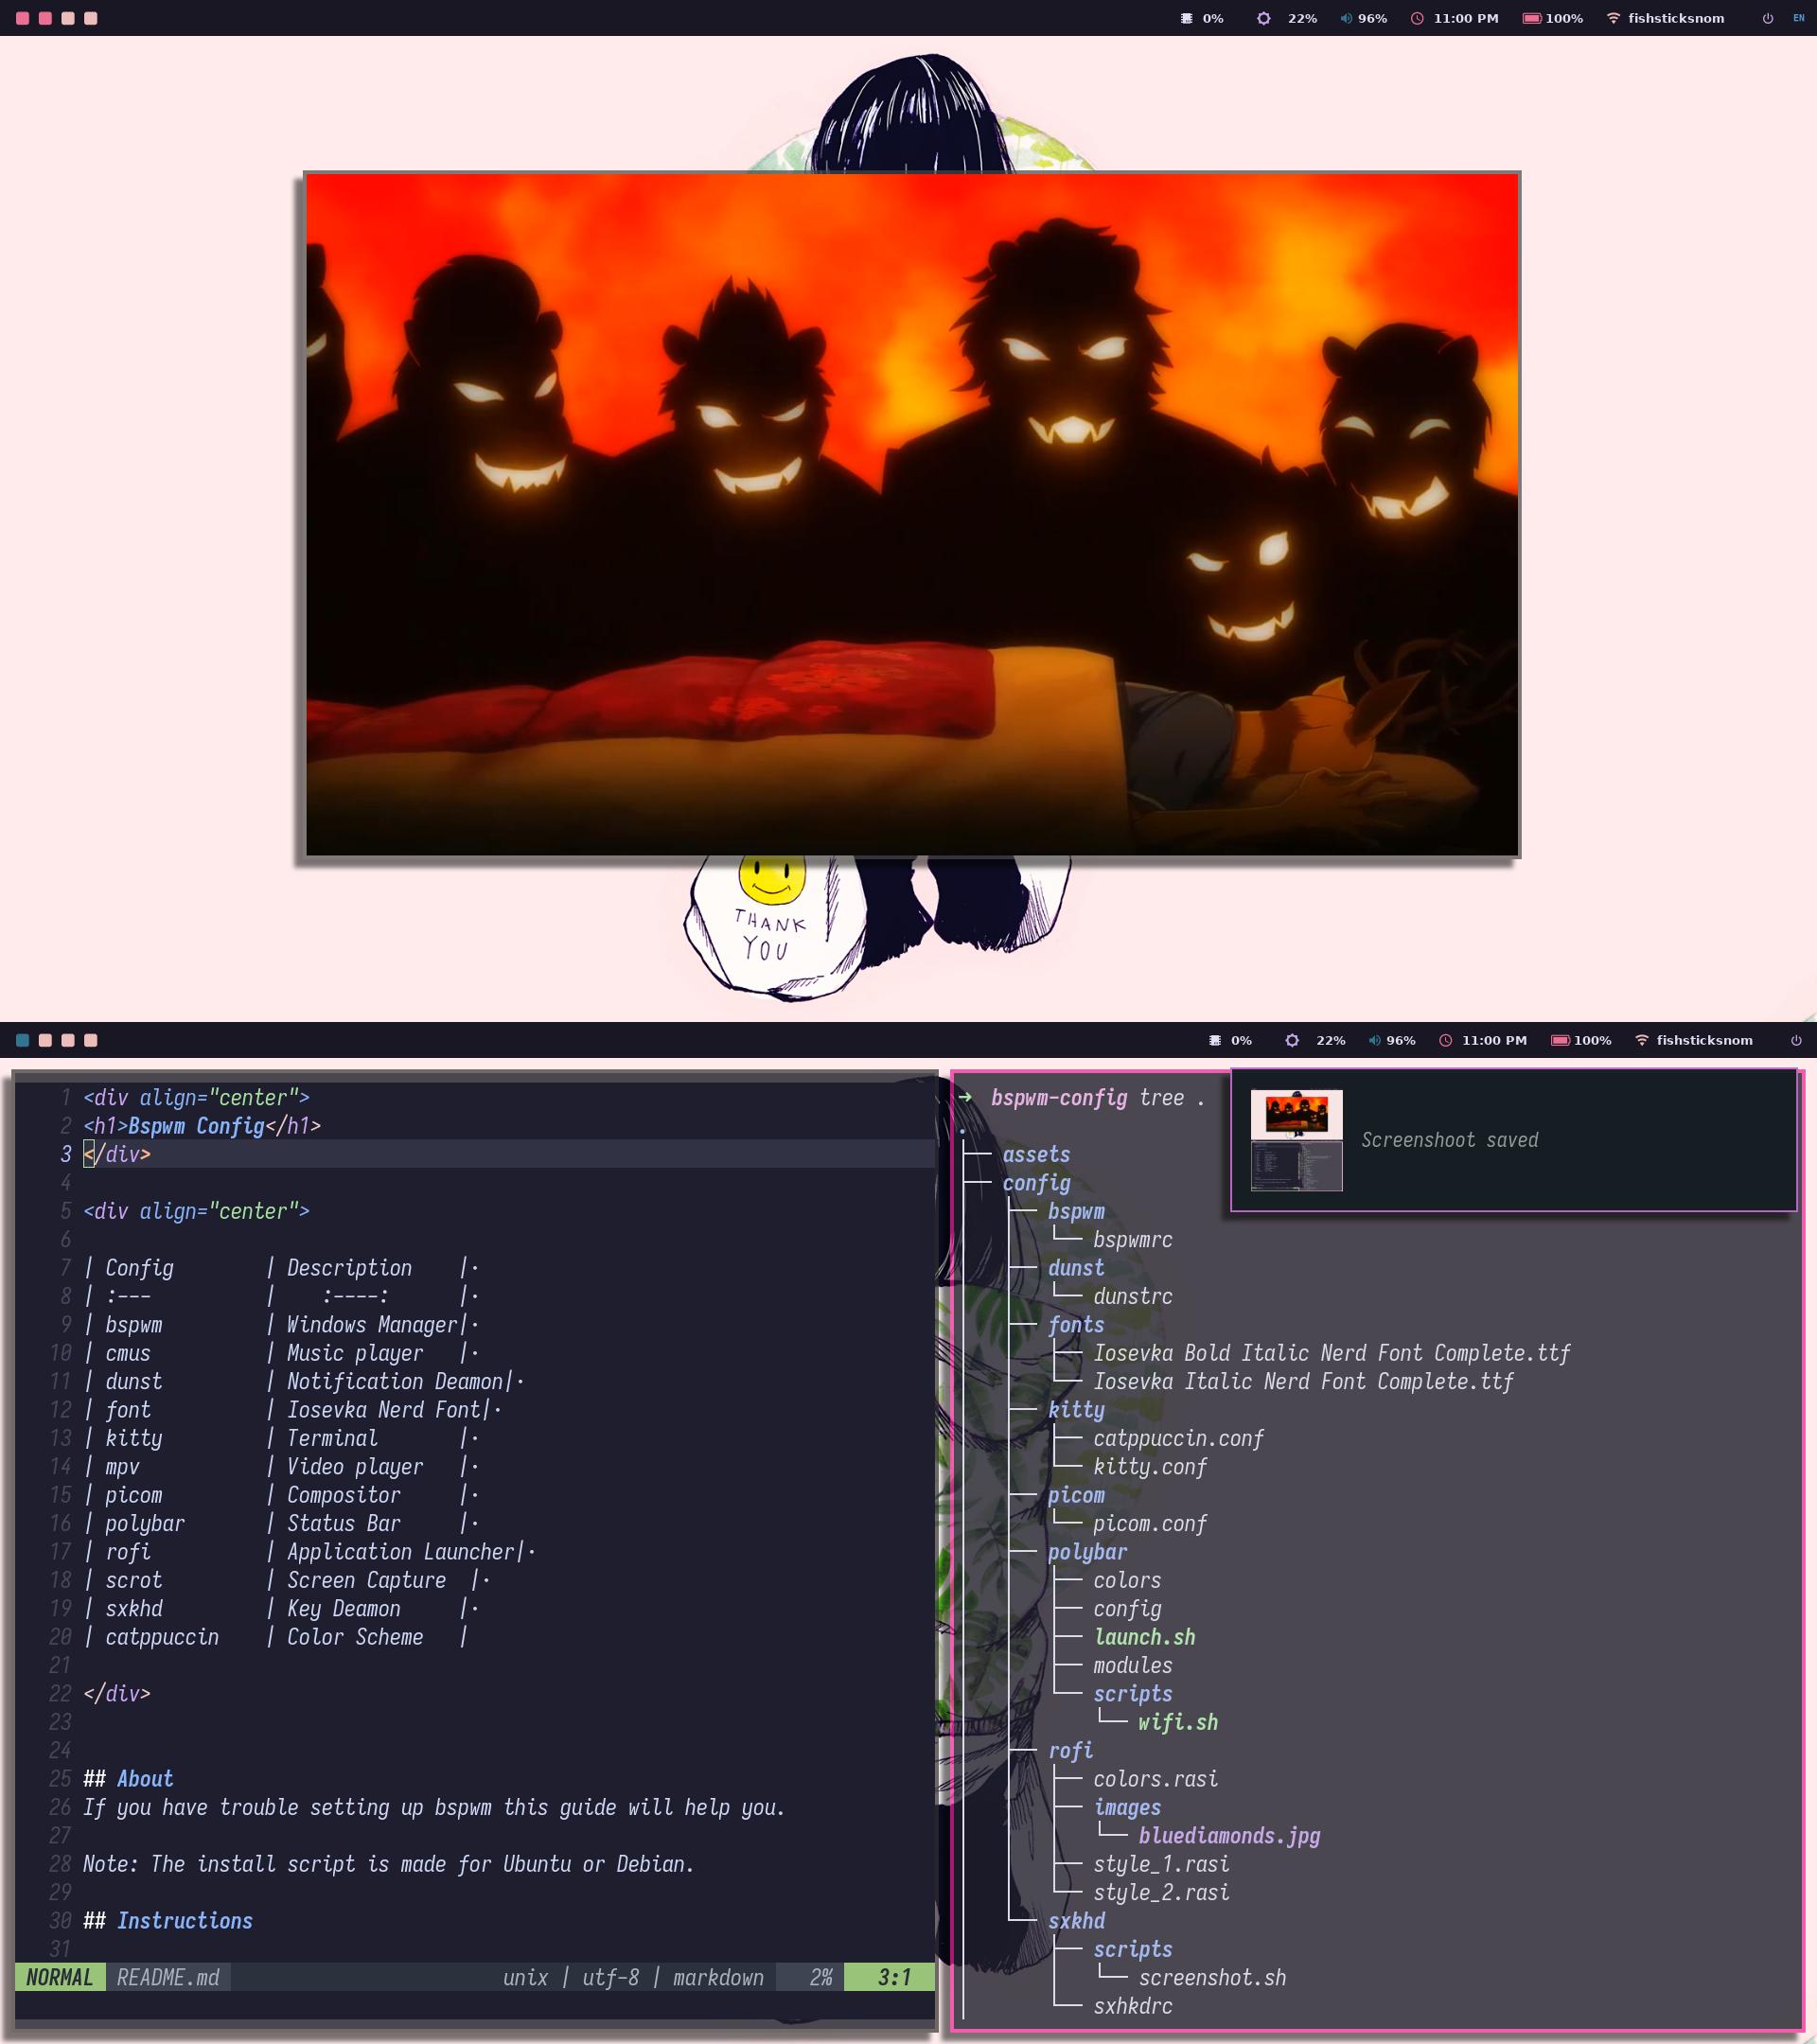 0% 22% 96% 11:00 PM 100% fishsticksnom EN
THANK
YOU
0% 22% 96% 11:00 PM 100% fishsticksnom
1 <div align="center">
2 <h1>Bspwm Config</h1>
3 </div>
4
5 <div align="center">
6
7 | Config | Description |·
8 | :--- | :----: |·
9 | bspwm | Windows Manager|·
10 | cmus | Music player |·
11 | dunst | Notification Deamon|·
12 | font | Iosevka Nerd Font|·
13 | kitty | Terminal |·
14 | mpv | Video player |·
15 | picom | Compositor |·
16 | polybar | Status Bar |·
17 | rofi | Application Launcher|·
18 | scrot | Screen Capture |·
19 | sxkhd | Key Deamon |·
20 | catppuccin | Color Scheme |
21
22 </div>
23
24
25 ## About
26 If you have trouble setting up bspwm this guide will help you.
27
28 Note: The install script is made for Ubuntu or Debian.
29
30 ## Instructions
31
NORMAL README.md unix | utf-8 | markdown 2% 3:1
→ bspwm-config tree .
.
├── assets
├── config
│   ├── bspwm
│   │   └── bspwmrc
│   ├── dunst
│   │   └── dunstrc
│   ├── fonts
│   │   ├── Iosevka Bold Italic Nerd Font Complete.ttf
│   │   └── Iosevka Italic Nerd Font Complete.ttf
│   ├── kitty
│   │   ├── catppuccin.conf
│   │   └── kitty.conf
│   ├── picom
│   │   └── picom.conf
│   ├── polybar
│   │   ├── colors
│   │   ├── config
│   │   ├── launch.sh
│   │   ├── modules
│   │   └── scripts
│   │       └── wifi.sh
│   ├── rofi
│   │   ├── colors.rasi
│   │   ├── images
│   │   │   └── bluediamonds.jpg
│   │   ├── style_1.rasi
│   │   └── style_2.rasi
│   └── sxkhd
│       ├── scripts
│       │   └── screenshot.sh
│       └── sxhkdrc
Screenshoot saved